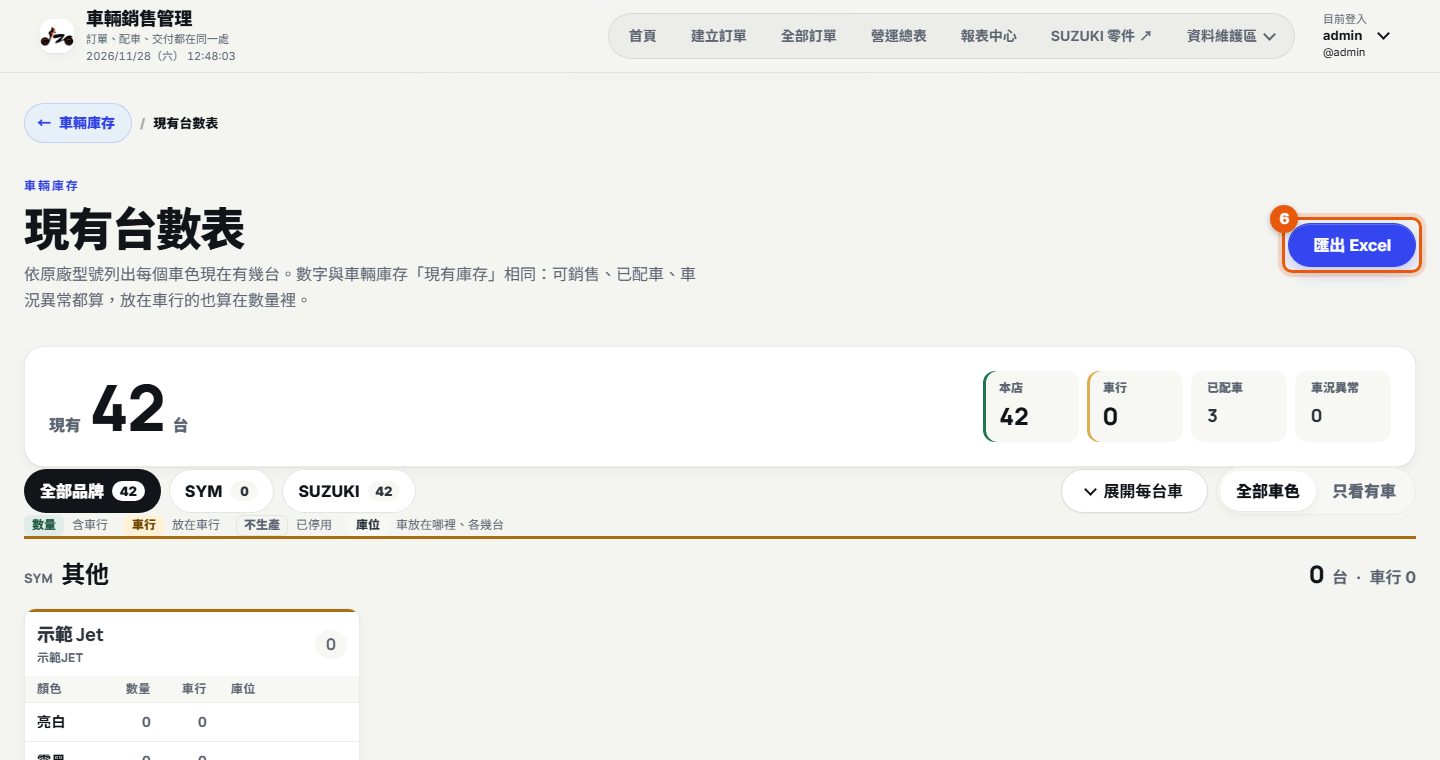 車輛銷售管理
訂單、配車、交付都在同一處
2026/11/28（六） 12:48:03
首頁 建立訂單 全部訂單 營運總表 報表中心 SUZUKI 零件 ↗ 資料維護區
目前登入
admin
@admin
← 車輛庫存 / 現有台數表
車輛庫存
現有台數表
依原廠型號列出每個車色現在有幾台。數字與車輛庫存「現有庫存」相同：可銷售、已配車、車
況異常都算，放在車行的也算在數量裡。
6
匯出 Excel
現有 42 台
本店 42
車行 0
已配車 3
車況異常 0
全部品牌 42 SYM 0 SUZUKI 42
展開每台車 全部車色 只看有車
數量 含車行 車行 放在車行 不生產 已停用 庫位 車放在哪裡、各幾台
SYM 其他
0 台 · 車行 0
示範 Jet
示範JET
0
顏色 數量 車行 庫位
亮白 0 0